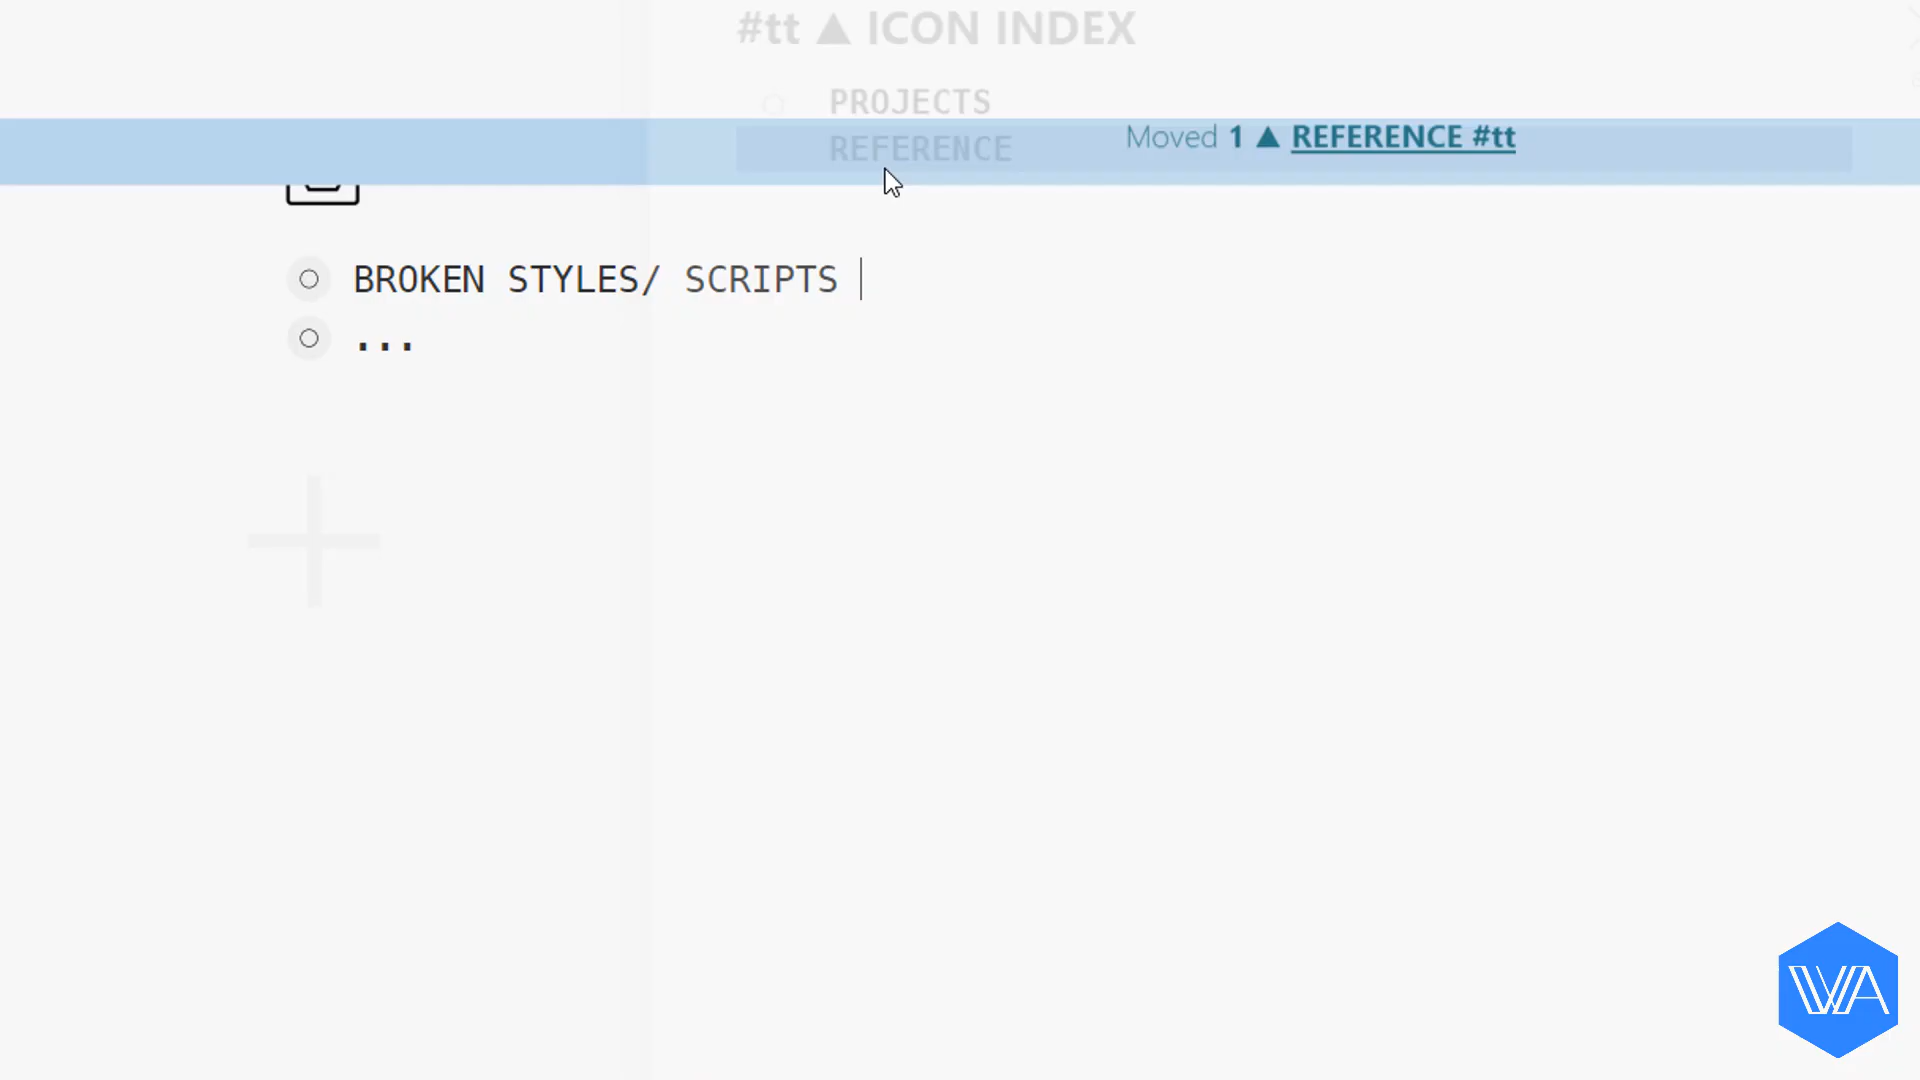 #tt ▲ ICON INDEX
PROJECTS
REFERENCE
Moved 1 ▲ REFERENCE #tt
BROKEN STYLES/ SCRIPTS
...
WA